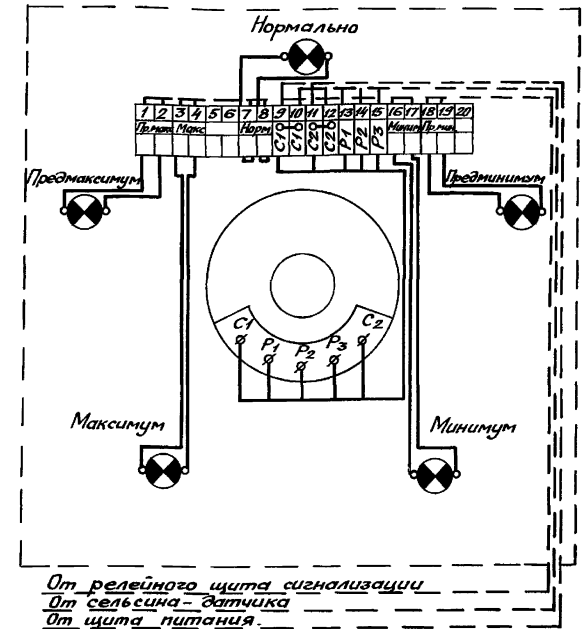 Нормально
1 2 3 4 5 6 7 8 9 10 11 12 13 14 15 16 17 18 19 20
Пр.макс Макс Норм С1 С1 С2 С2 Р1 Р2 Р3 Миним Пр.мин.
Предмаксимум
Предминимум
С1 Р1 Р2 Р3 С2
Максимум
Минимум
От релейного щита сигнализации
От сельсина-датчика
От щита питания.